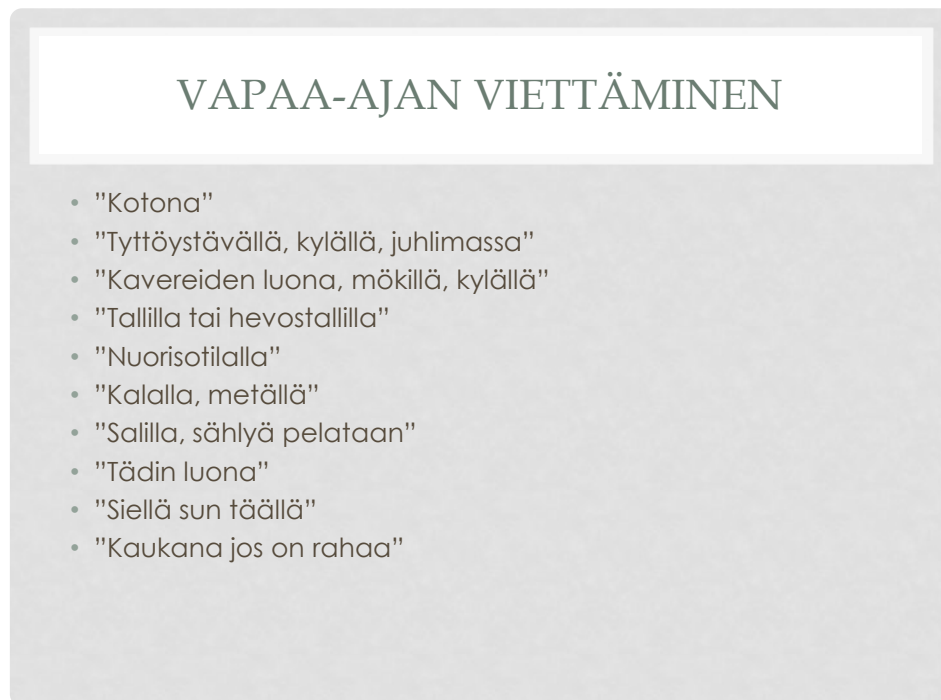 VAPAA-AJAN VIETTÄMINEN
• ”Kotona”
• ”Tyttöystävällä, kylällä, juhlimassa”
• ”Kavereiden luona, mökillä, kylällä”
• ”Tallilla tai hevostallilla”
• ”Nuorisotilalla”
• ”Kalalla, metällä”
• ”Salilla, sählyä pelataan”
• ”Tädin luona”
• ”Siellä sun täällä”
• ”Kaukana jos on rahaa”